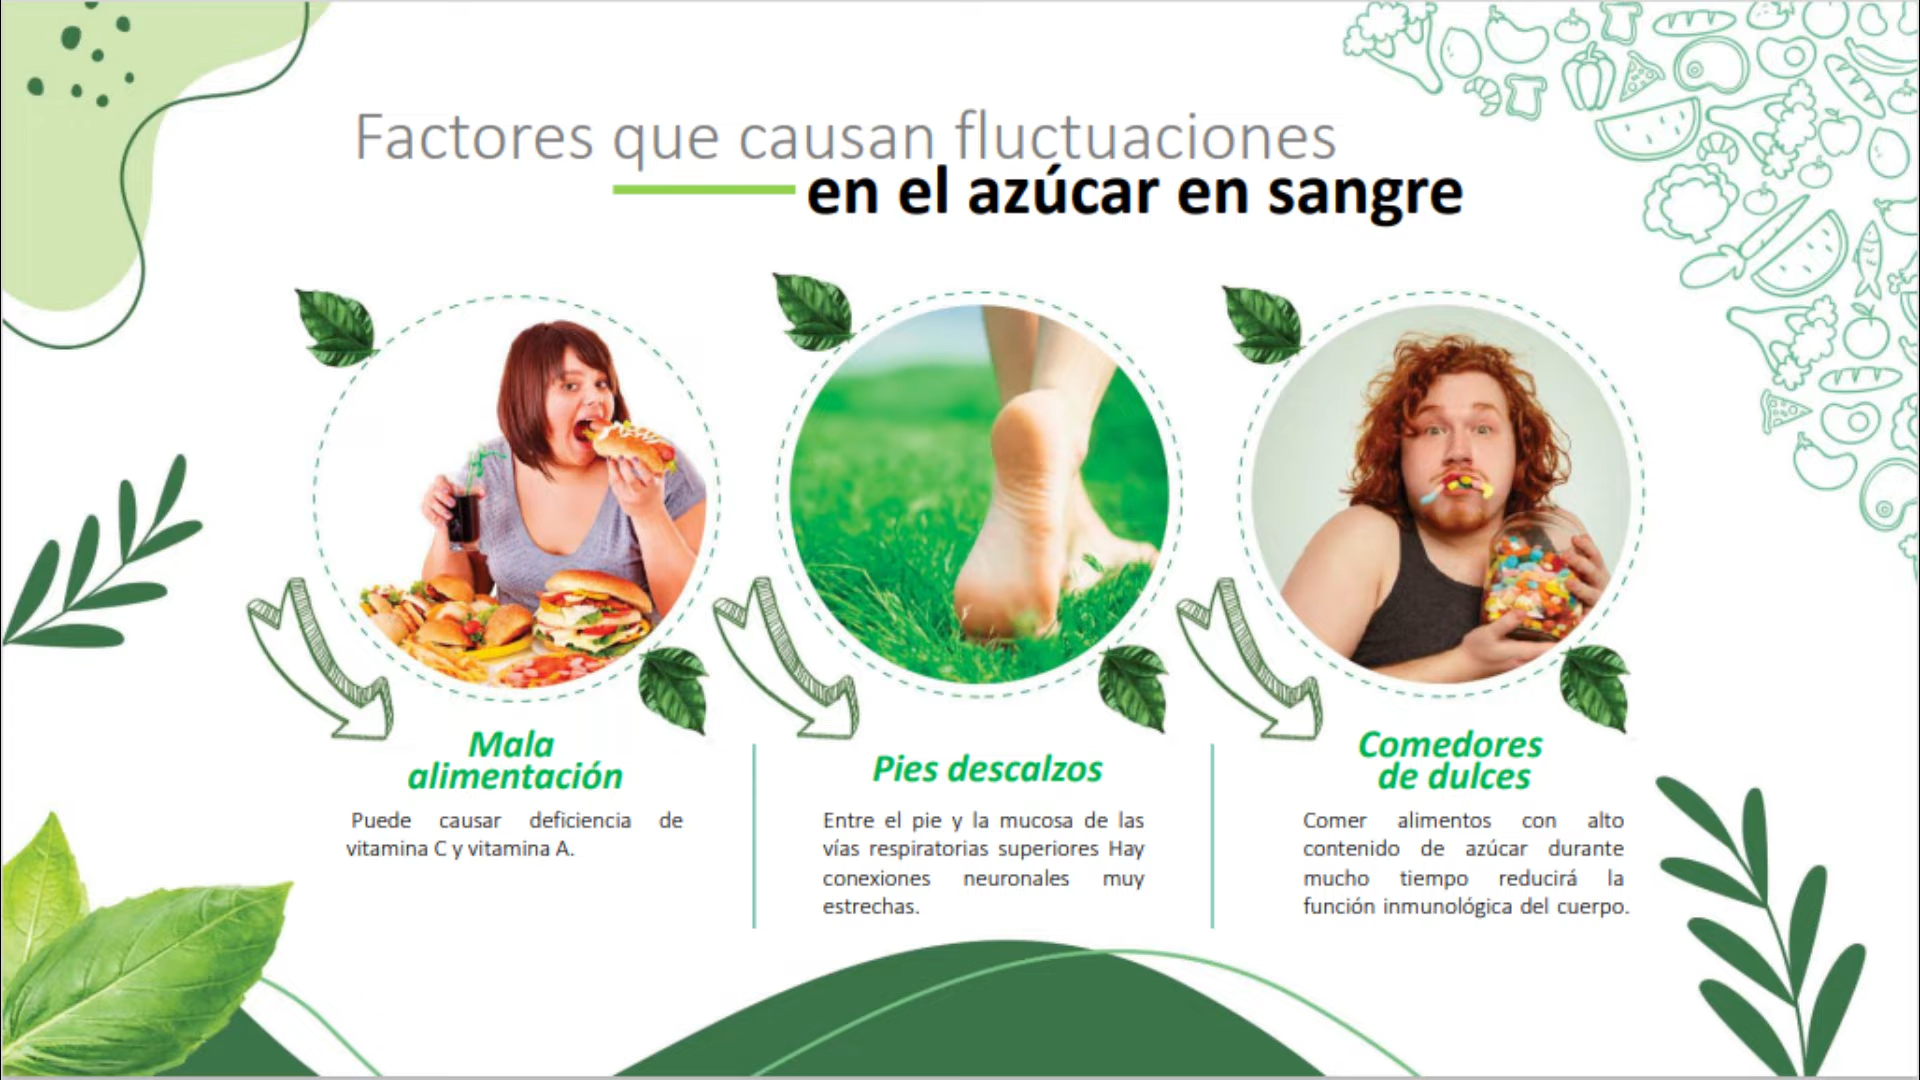 Factores que causan fluctuaciones
en el azúcar en sangre
Mala
alimentación
Puede causar deficiencia de
vitamina C y vitamina A.
Pies descalzos
Entre el pie y la mucosa de las
vías respiratorias superiores Hay
conexiones neuronales muy
estrechas.
Comedores
de dulces
Comer alimentos con alto
contenido de azúcar durante
mucho tiempo reducirá la
función inmunológica del cuerpo.